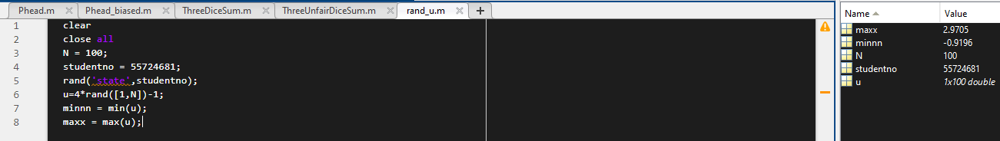 Phead.m × Phead_biased.m × ThreeDiceSum.m × ThreeUnfairDiceSum.m × rand_u.m × +
1 clear
2 close all
3 N = 100;
4 studentno = 55724681;
5 rand('state',studentno);
6 u=4*rand([1,N])-1;
7 minnn = min(u);
8 maxx = max(u);
Name Value
maxx 2.9705
minnn -0.9196
N 100
studentno 55724681
u 1x100 double